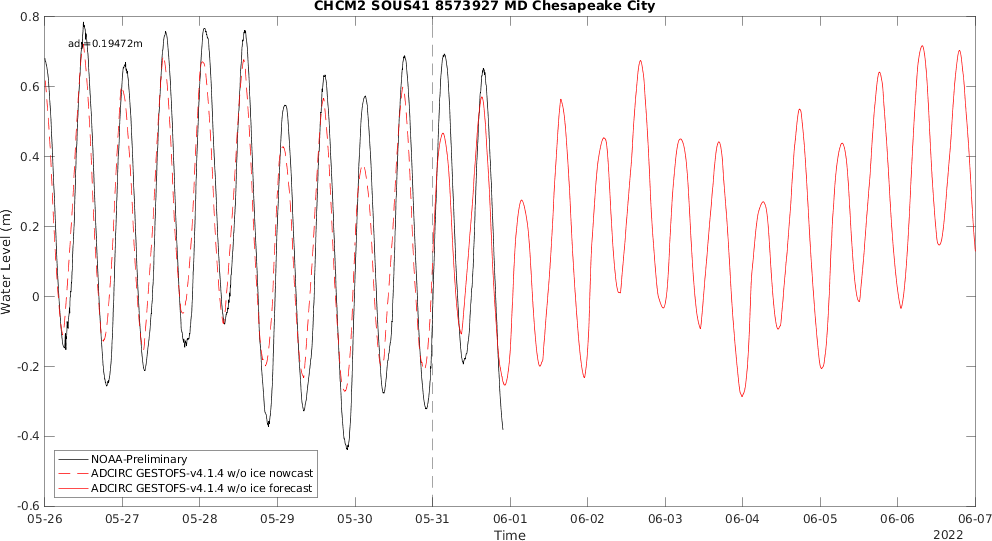 CHCM2 SOUS41 8573927 MD Chesapeake City
adj=0.19472m
0.8
0.6
0.4
0.2
0
-0.2
-0.4
-0.6
Water Level (m)
NOAA-Preliminary
ADCIRC GESTOFS-v4.1.4 w/o ice nowcast
ADCIRC GESTOFS-v4.1.4 w/o ice forecast
05-26 05-27 05-28 05-29 05-30 05-31 06-01 06-02 06-03 06-04 06-05 06-06 06-07
Time
2022